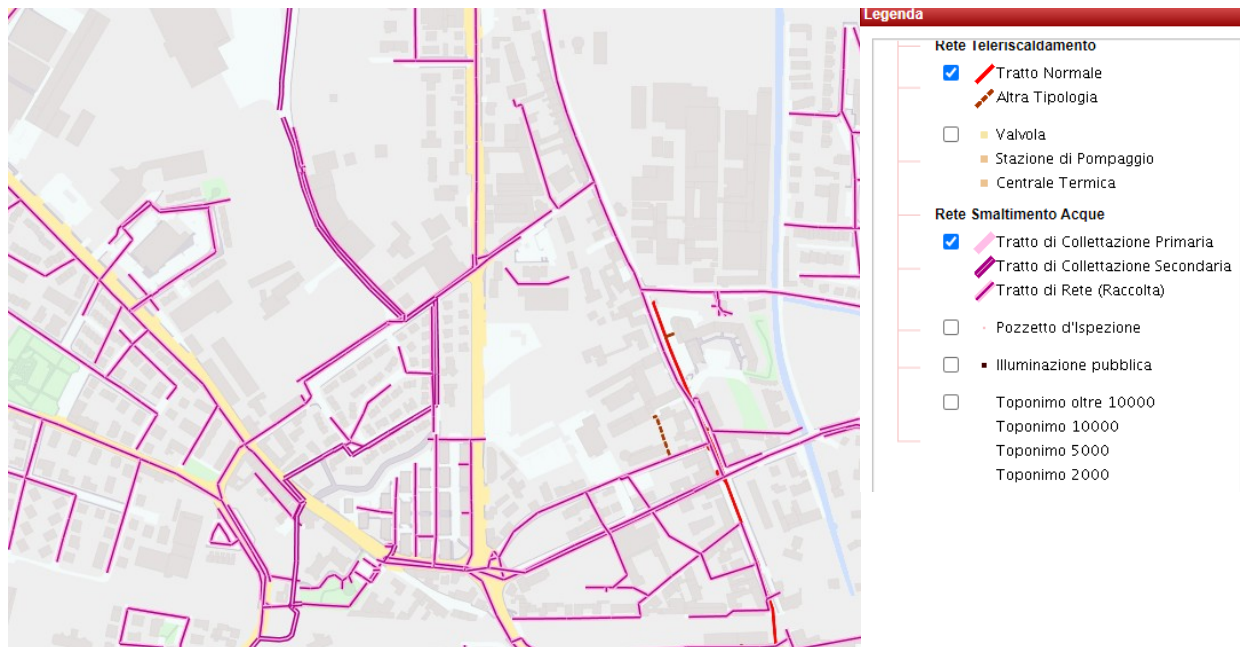 Legenda
Rete Teleriscaldamento
Tratto Normale
Altra Tipologia
Valvola
Stazione di Pompaggio
Centrale Termica
Rete Smaltimento Acque
Tratto di Collettazione Primaria
Tratto di Collettazione Secondaria
Tratto di Rete (Raccolta)
Pozzetto d'Ispezione
Illuminazione pubblica
Toponimo oltre 10000
Toponimo 10000
Toponimo 5000
Toponimo 2000